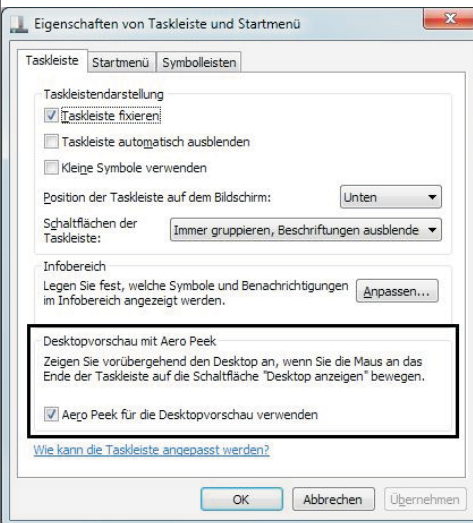 Eigenschaften von Taskleiste und Startmenü
Taskleiste Startmenü Symbolleisten
Taskleistendarstellung
Taskleiste fixieren
Taskleiste automatisch ausblenden
Kleine Symbole verwenden
Position der Taskleiste auf dem Bildschirm: Unten
Schaltflächen der
Taskleiste:
Immer gruppieren, Beschriftungen ausblende
Infobereich
Legen Sie fest, welche Symbole und Benachrichtigungen
im Infobereich angezeigt werden.
Anpassen...
Desktopvorschau mit Aero Peek
Zeigen Sie vorübergehend den Desktop an, wenn Sie die Maus an das
Ende der Taskleiste auf die Schaltfläche "Desktop anzeigen" bewegen.
Aero Peek für die Desktopvorschau verwenden
Wie kann die Taskleiste angepasst werden?
OK Abbrechen Übernehmen